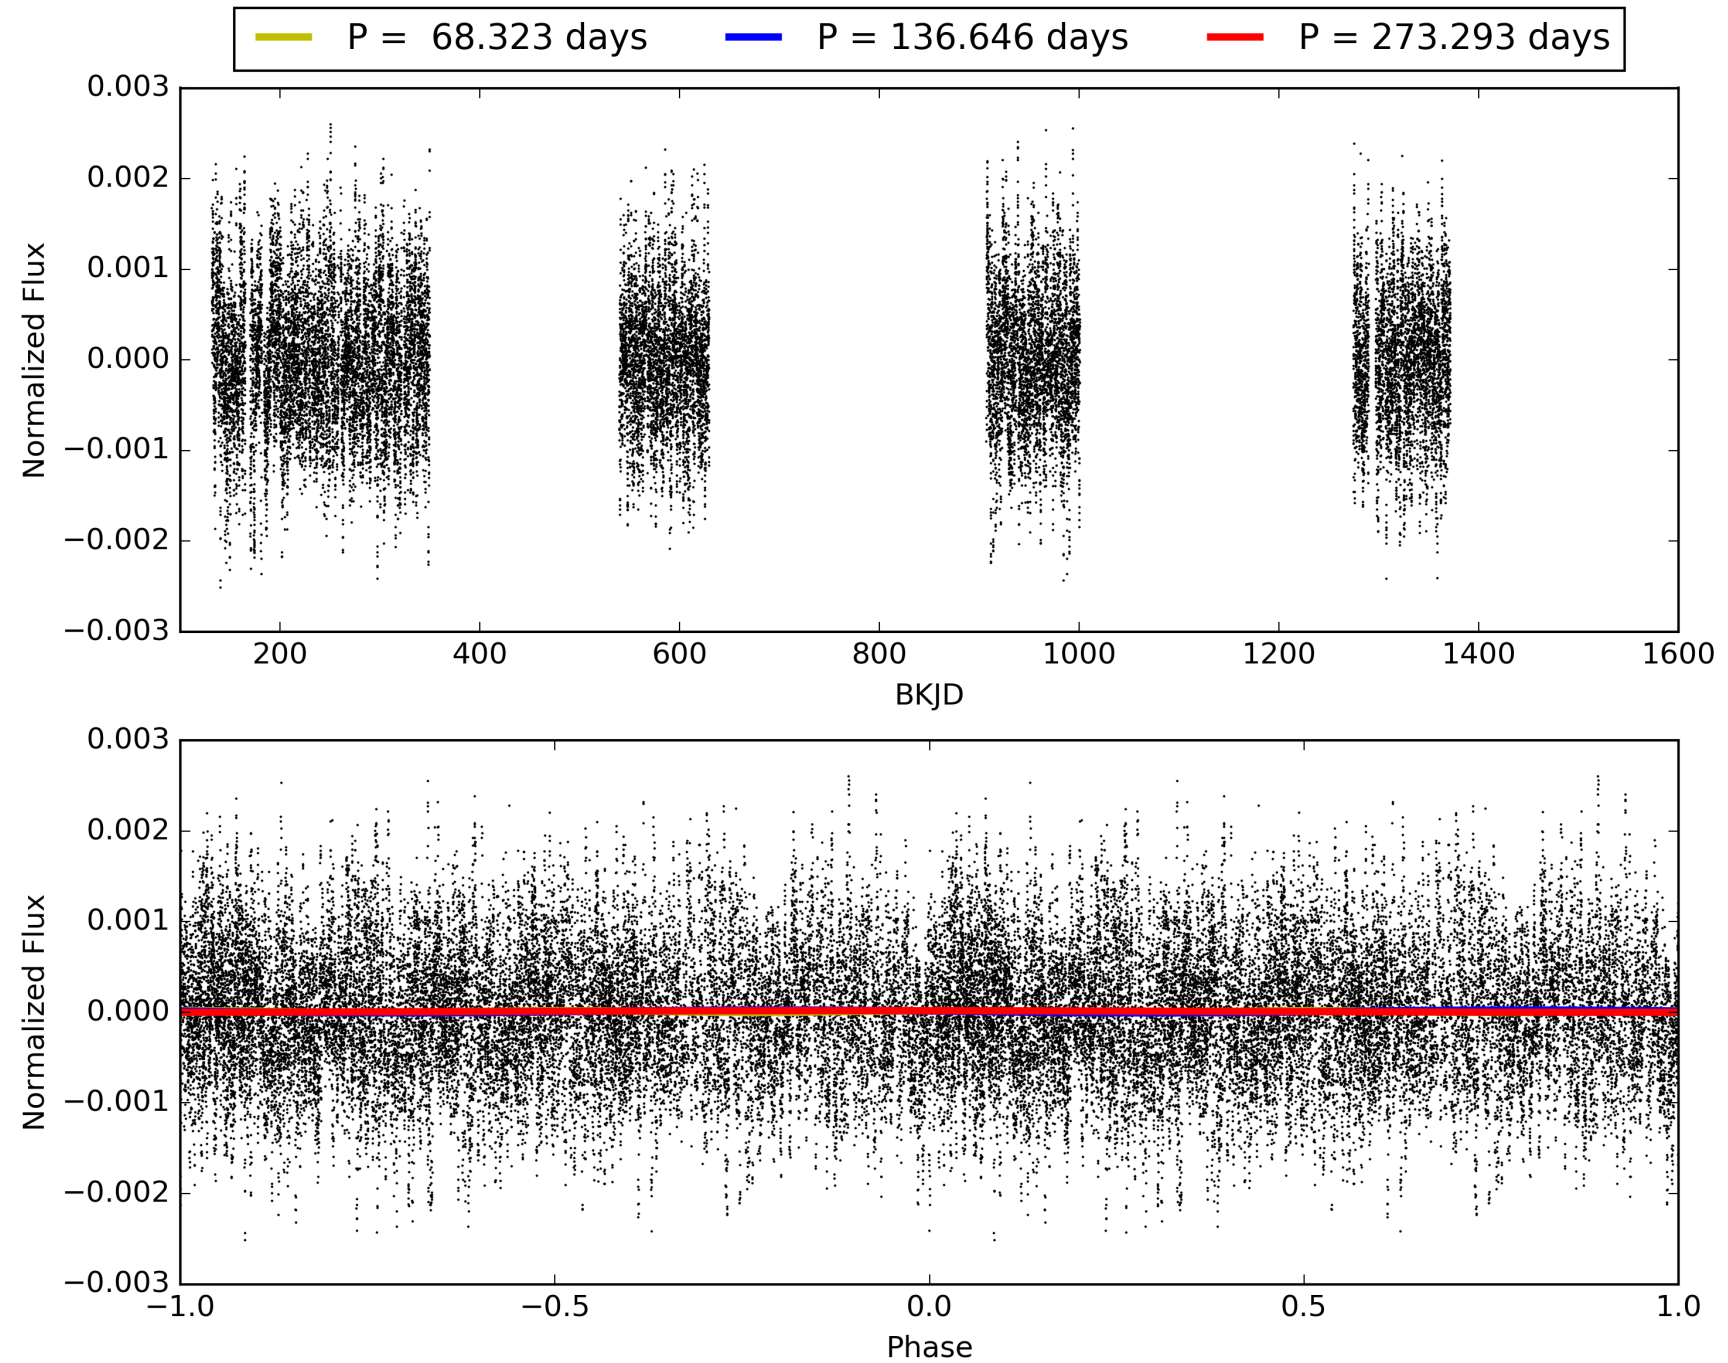 P =  68.323 days P = 136.646 days P = 273.293 days
0.003
0.002
0.001
0.000
−0.001
−0.002
−0.003
Normalized Flux
200 400 600 800 1000 1200 1400 1600
BKJD
0.003
0.002
0.001
0.000
−0.001
−0.002
−0.003
Normalized Flux
−1.0 −0.5 0.0 0.5 1.0
Phase